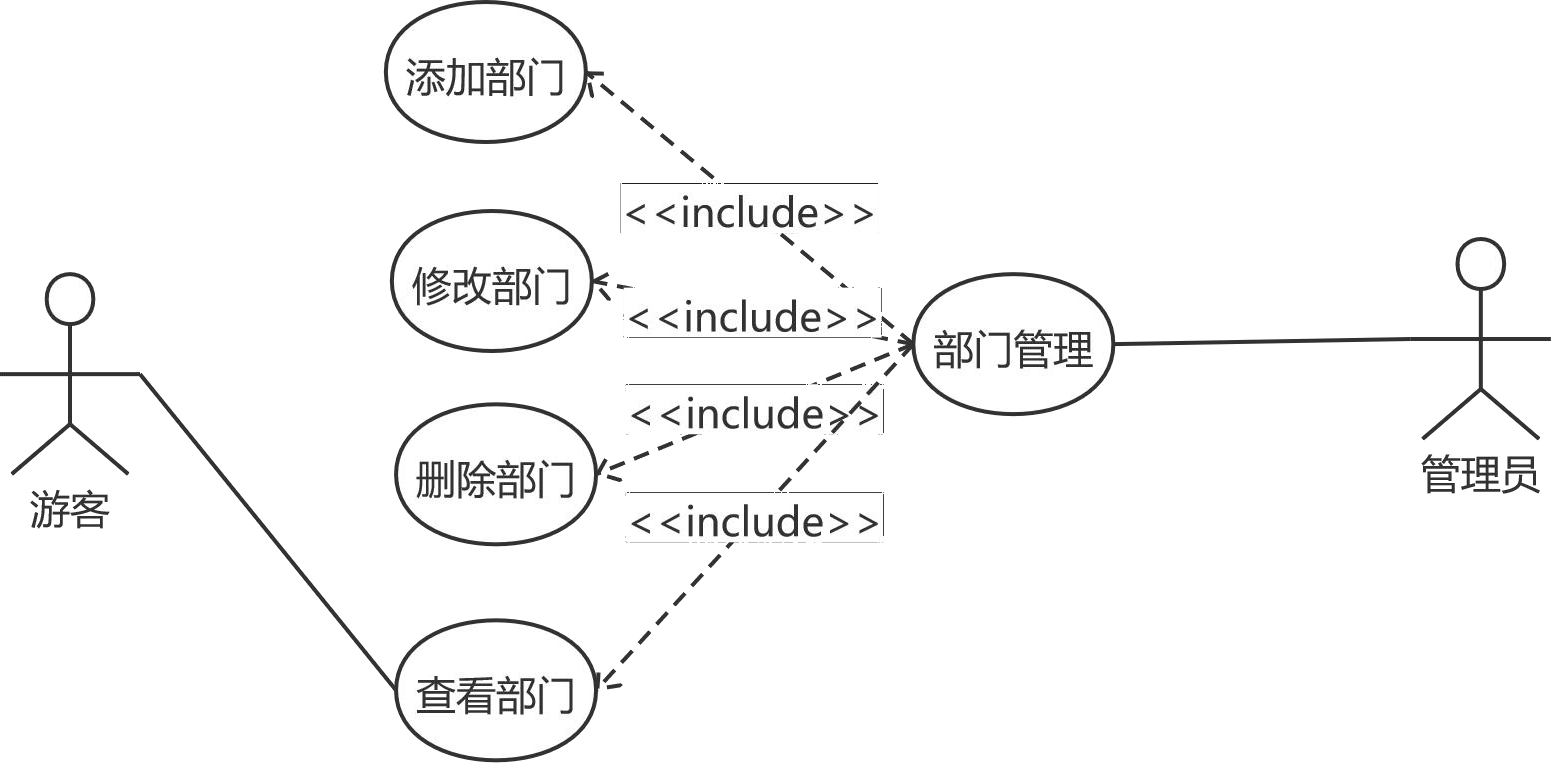 添加部门
<<include>>
修改部门
<<include>>
部门管理
<<include>>
删除部门
<<include>>
管理员
游客
查看部门